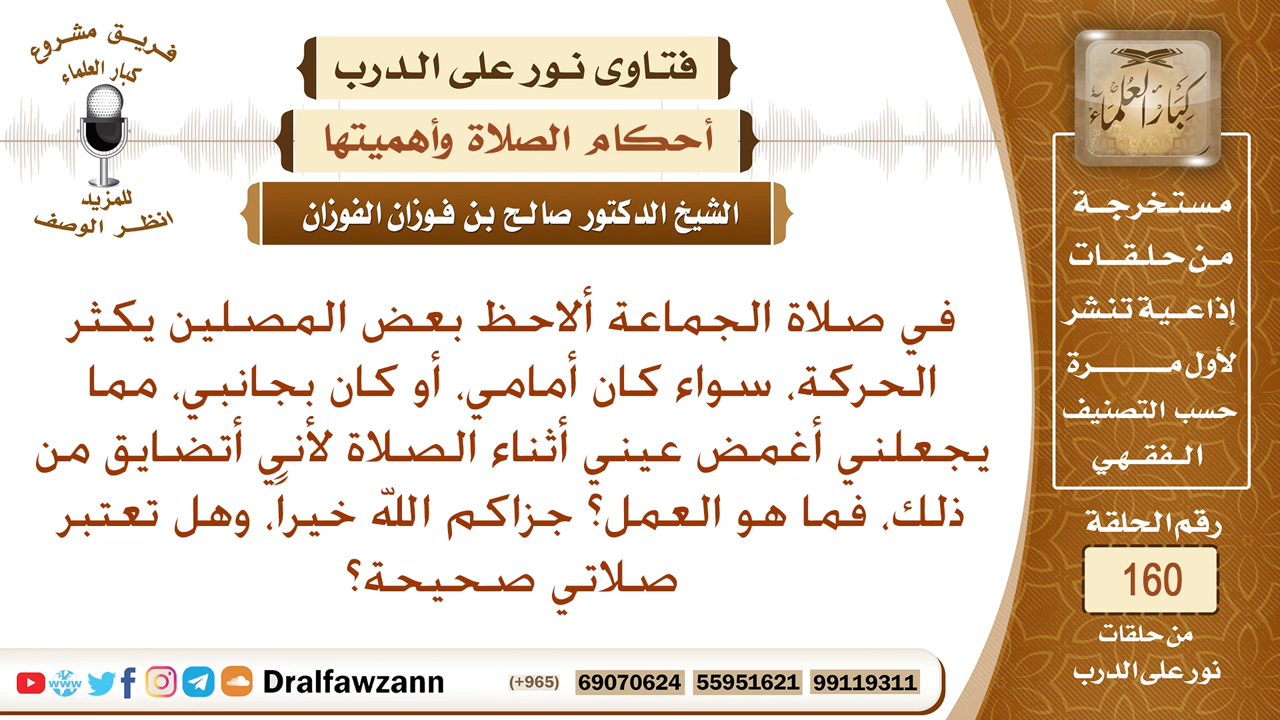 فريق مشروع
كبار العلماء
للمزيد
انظر الوصف
فتاوى نور على الدرب
أحكام الصلاة وأهميتها
الشيخ الدكتور صالح بن فوزان الفوزان
في صلاة الجماعة ألاحظ بعض المصلين يكثر
الحركة، سواء كان أمامي، أو كان بجانبي، مما
يجعلني أغمض عيني أثناء الصلاة لأني أتضايق من
ذلك، فما هو العمل؟ جزاكم الله خيراً، وهل تعتبر
صلاتي صحيحة؟
كبار العلماء
مستخرجة
من حلقات
إذاعية تنشر
لأول مرة
حسب التصنيف
الفقهي
رقم الحلقة
160
من حلقات
نور على الدرب
www Dralfawzann (+965) 69070624 55951621 99119311